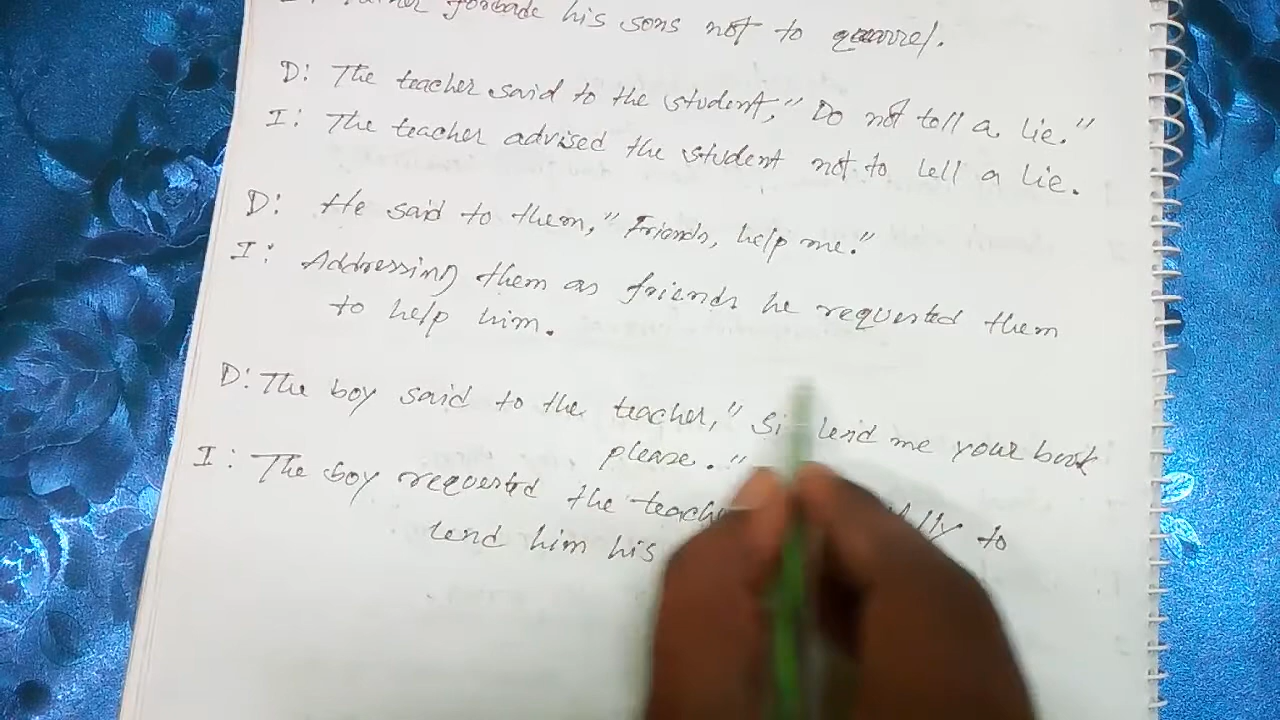 forbade his sons not to quarrel.
D: The teacher said to the student," Do not tell a lie."
I: The teacher advised the student not to tell a lie.
D: He said to them," Friends, help me."
I: Addressing them as friends he requested them
to help him.
D: The boy said to the teacher," lend me your book
please."
I: The boy requested the to
lend him his